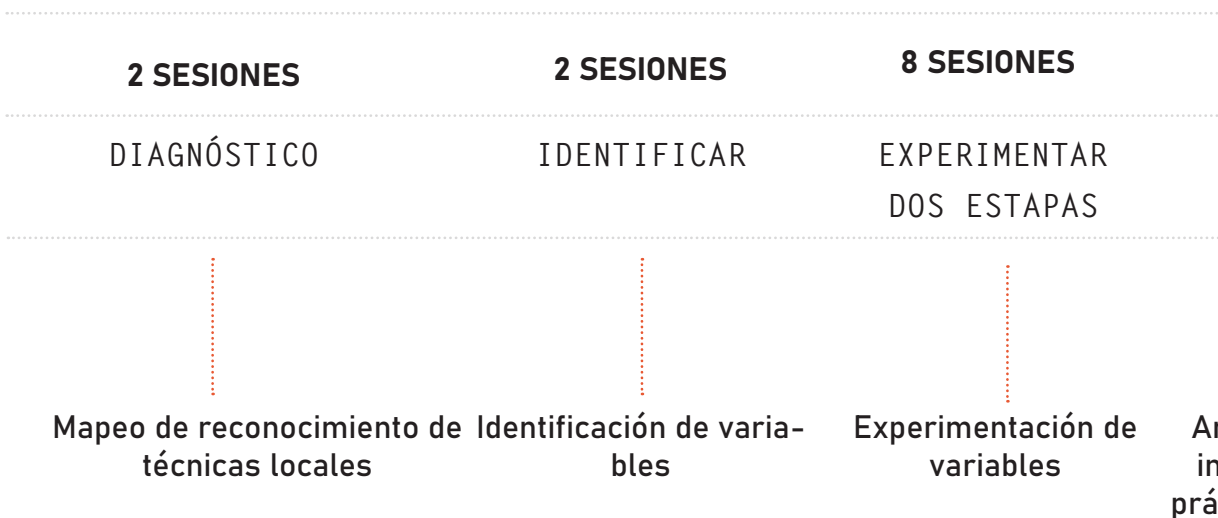 2 SESIONES
2 SESIONES
8 SESIONES
DIAGNÓSTICO
IDENTIFICAR
EXPERIMENTAR
DOS ESTAPAS
Mapeo de reconocimiento de
técnicas locales
Identificación de varia-
bles
Experimentación de
variables